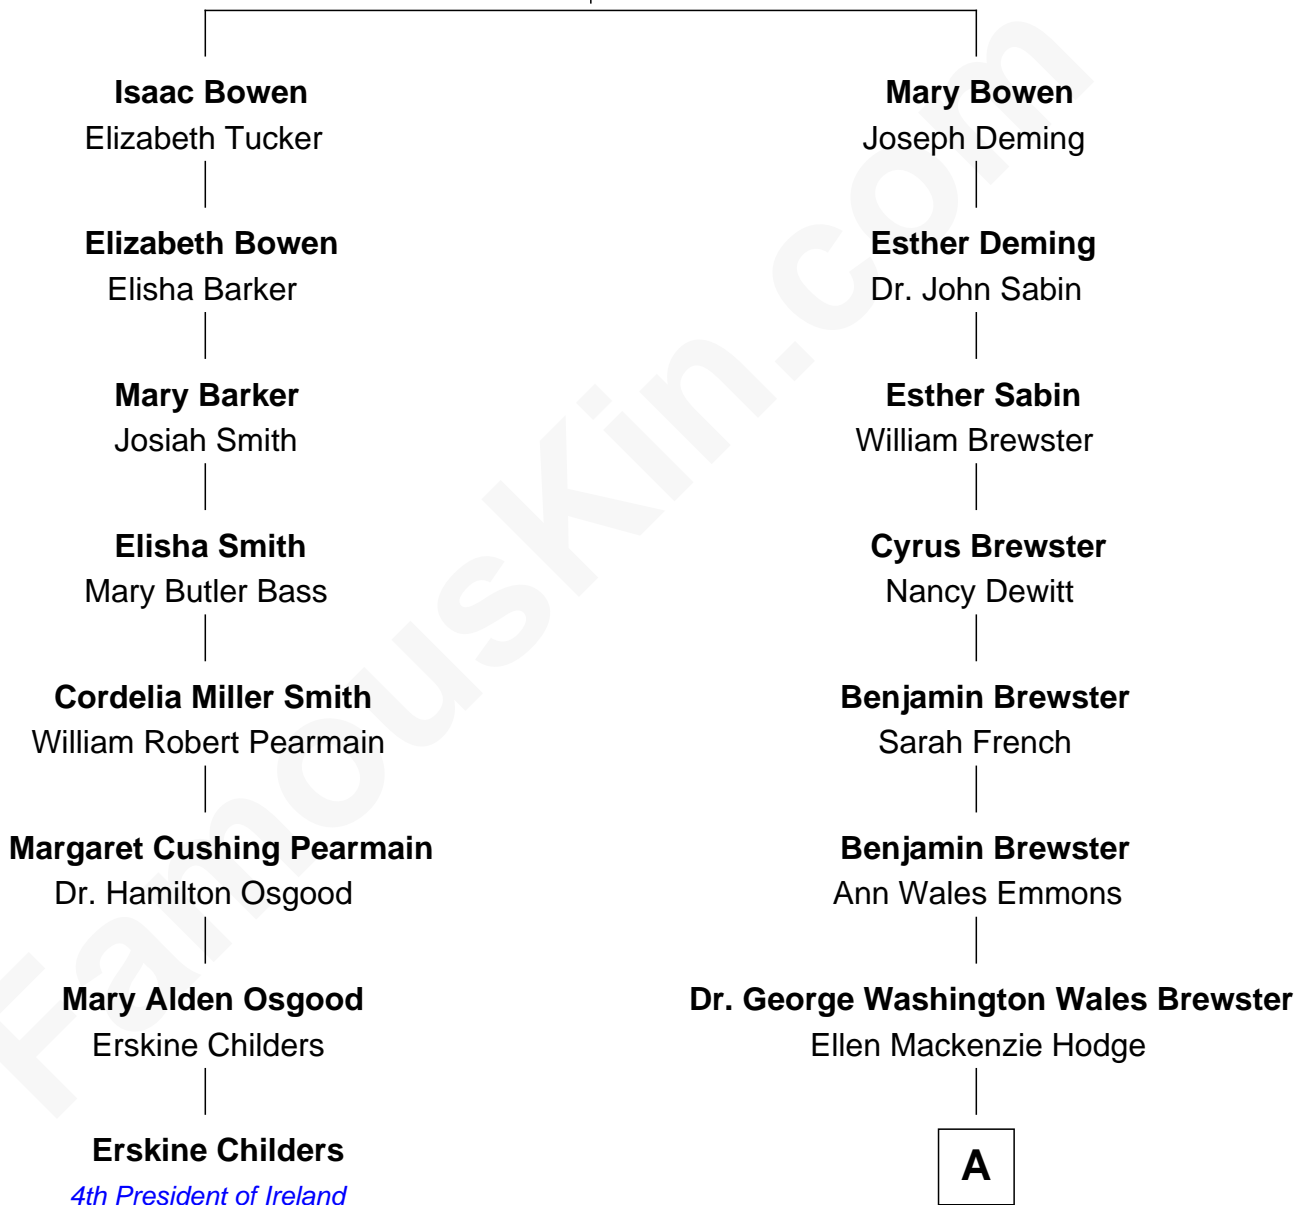 Isaac Bowen
Elizabeth Tucker
Elizabeth Bowen
Elisha Barker
Mary Barker
Josiah Smith
Elisha Smith
Mary Butler Bass
Cordelia Miller Smith
William Robert Pearmain
Margaret Cushing Pearmain
Dr. Hamilton Osgood
Mary Alden Osgood
Erskine Childers
Erskine Childers
4th President of Ireland
Mary Bowen
Joseph Deming
Esther Deming
Dr. John Sabin
Esther Sabin
William Brewster
Cyrus Brewster
Nancy Dewitt
Benjamin Brewster
Sarah French
Benjamin Brewster
Ann Wales Emmons
Dr. George Washington Wales Brewster
Ellen Mackenzie Hodge
A
FamousKin.com